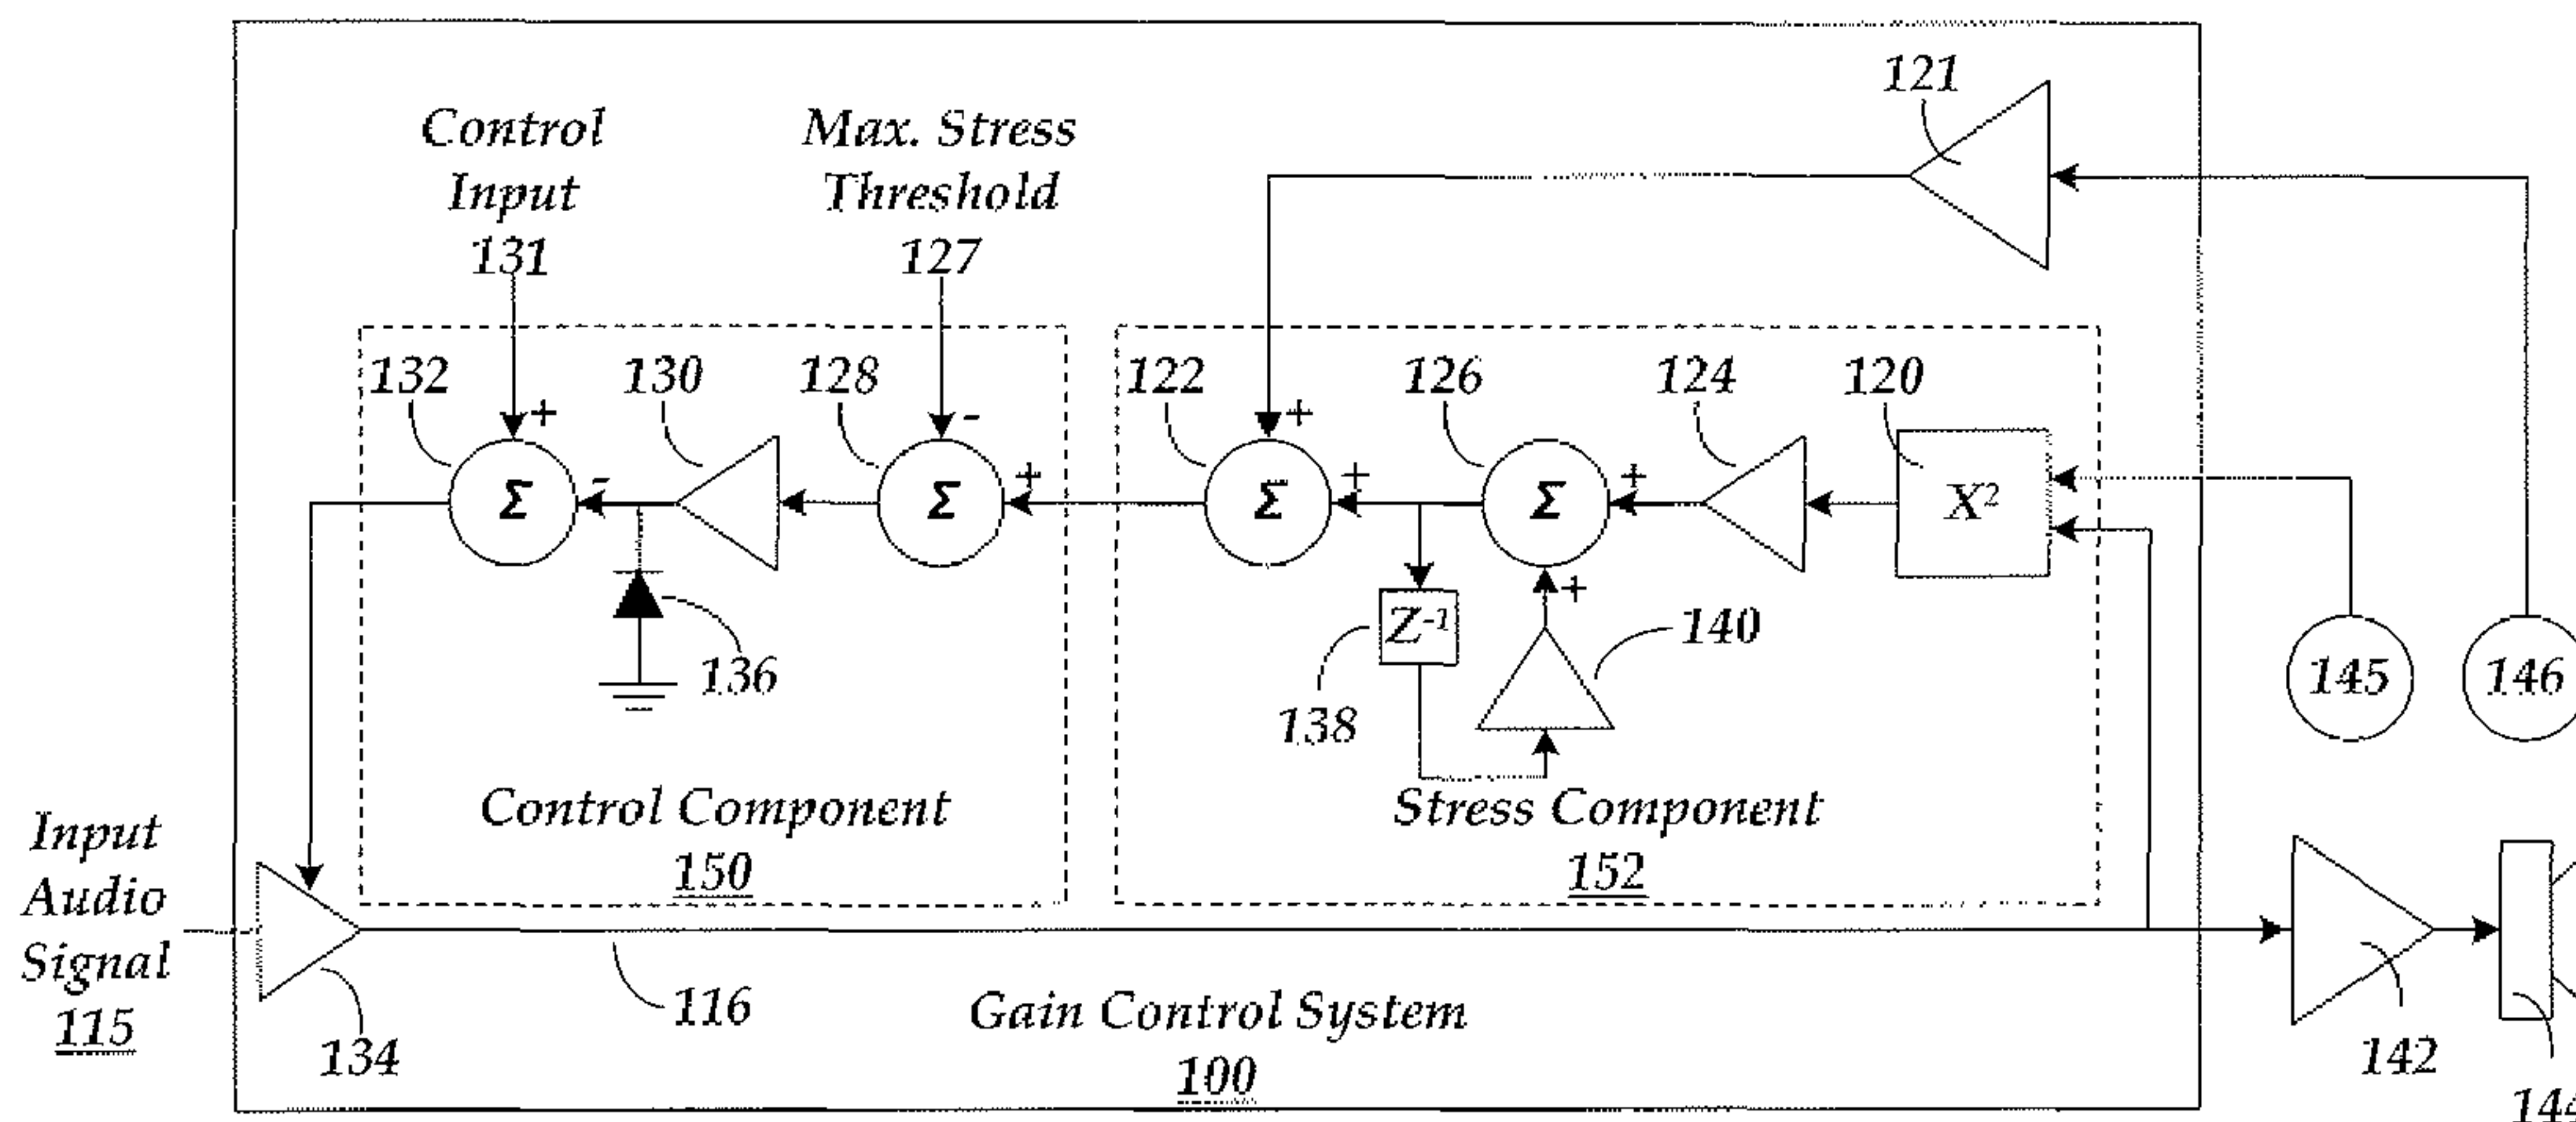 121
Control
Input
131
Max. Stress
Threshold
127
132
130
128
122
126
124
120
+
-
+
+
-
+
+
+
Σ
Σ
Σ
Σ
X²
+
Z⁻¹
140
136
138
145
146
Control Component
150
Stress Component
152
Input
Audio
Signal
115
134
116
Gain Control System
100
142